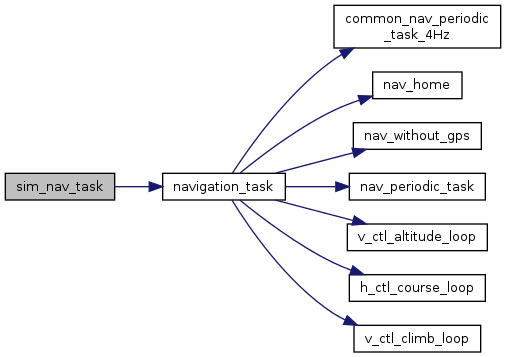 sim_nav_task
navigation_task
common_nav_periodic
_task_4Hz
nav_home
nav_without_gps
nav_periodic_task
v_ctl_altitude_loop
h_ctl_course_loop
v_ctl_climb_loop